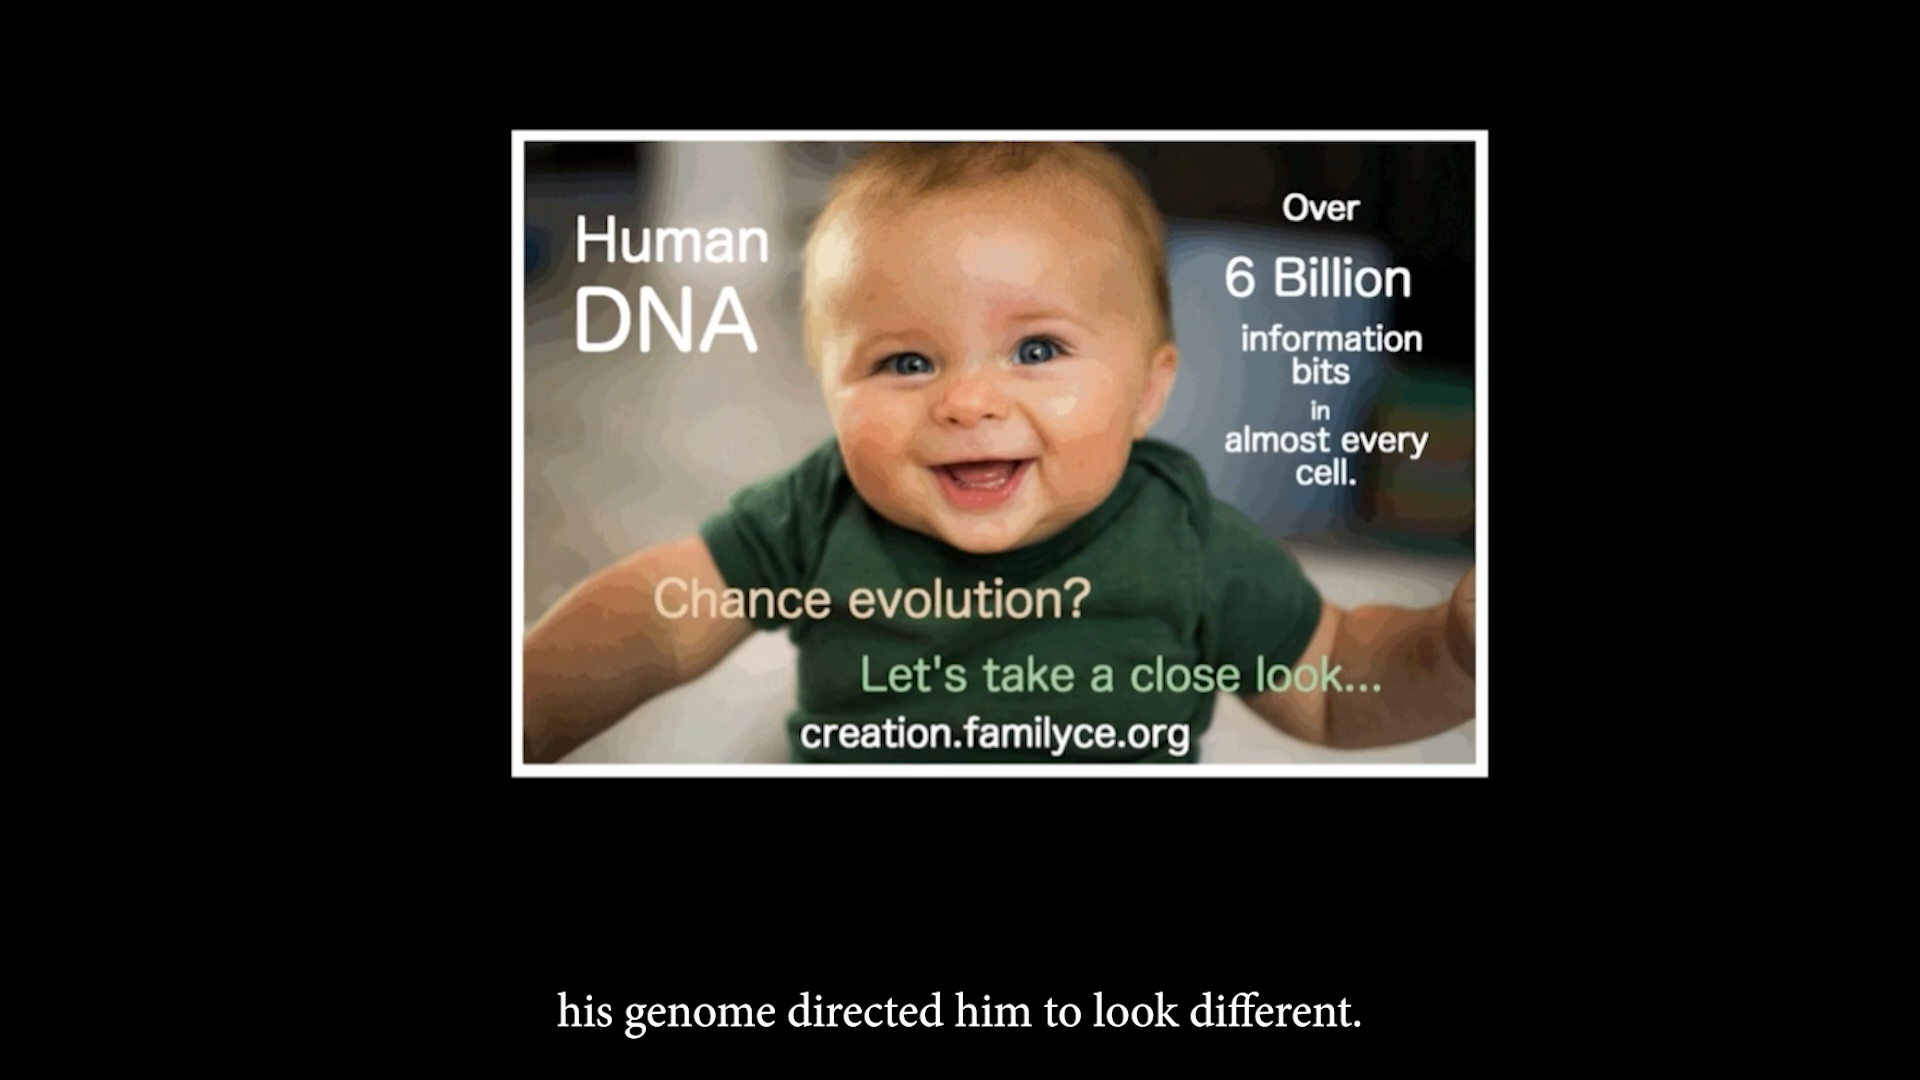 Human
DNA
Over
6 Billion
information
bits
in
almost every
cell.
Chance evolution?
Let's take a close look...
creation.familyce.org
his genome directed him to look different.